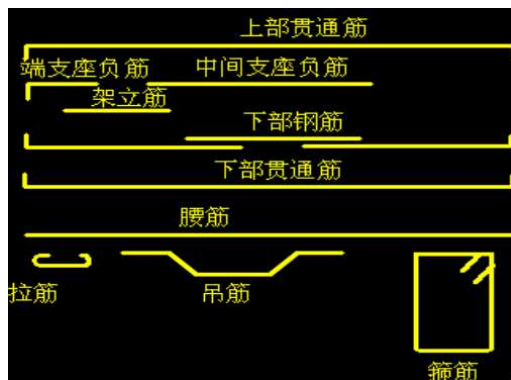 上部贯通筋
端支座负筋 中间支座负筋
架立筋
下部钢筋
下部贯通筋
腰筋
拉筋 吊筋
箍筋